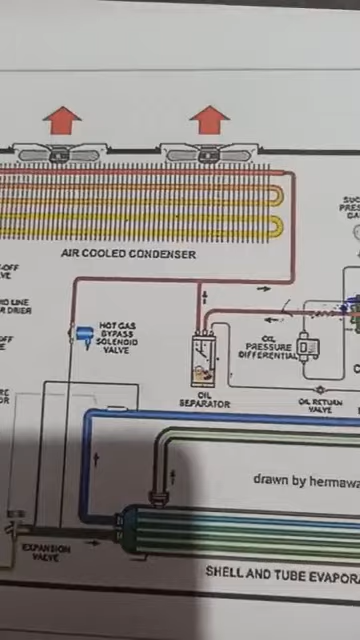 AIR COOLED CONDENSER
HOT GAS
BYPASS
SOLENOID
VALVE
OIL
PRESSURE
DIFFERENTIAL
OIL
SEPARATOR
OIL RETURN
VALVE
drawn by hermawa
EXPANSION
VALVE
SHELL AND TUBE EVAPORA